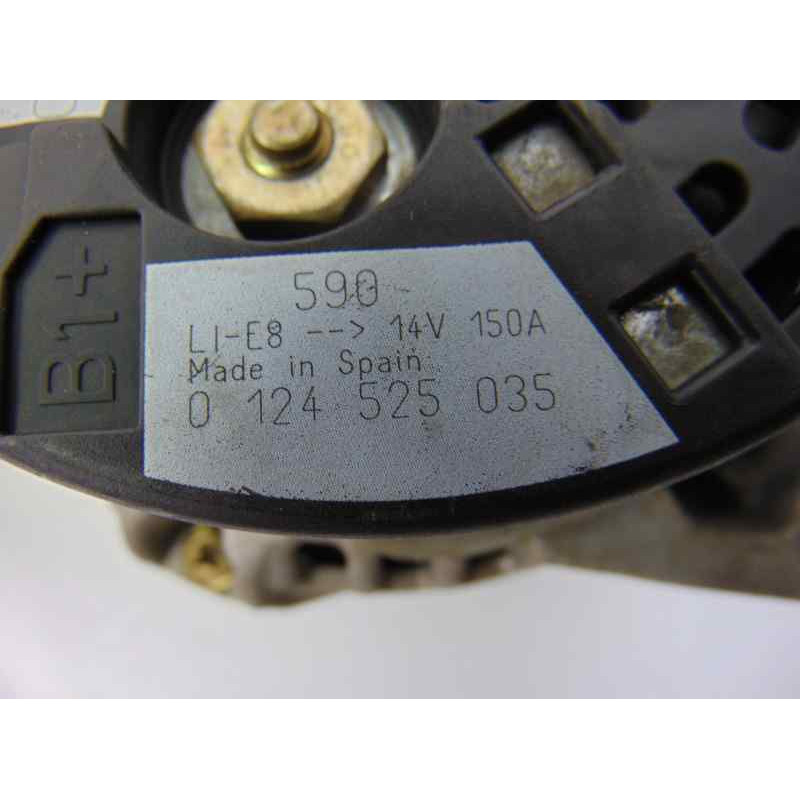 B1+
590
LI-E8 --> 14V 150A
Made in Spain
0 124 525 035